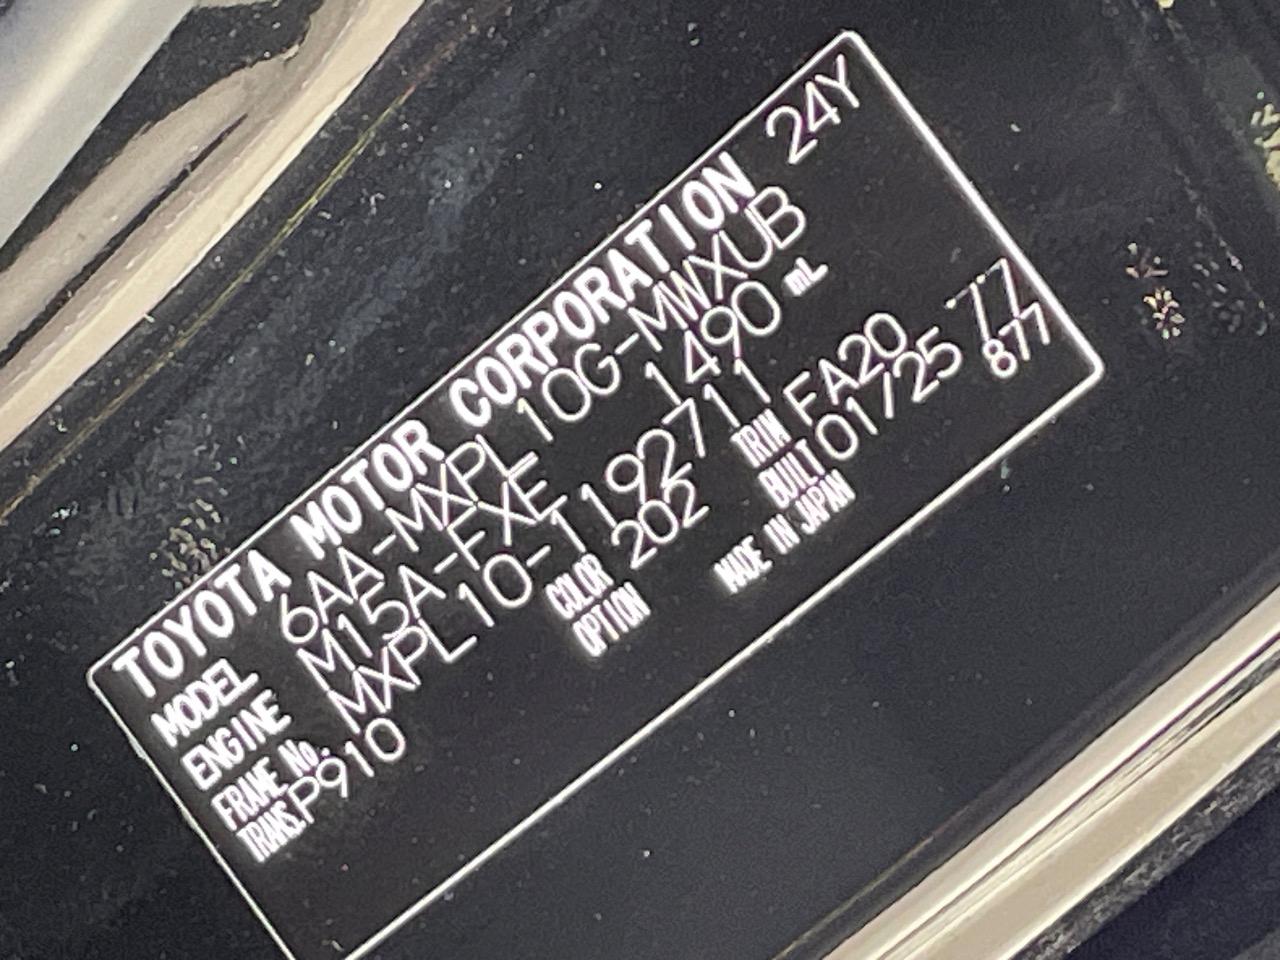 TOYOTA MOTOR CORPORATION 24Y
MODEL 6AA-MXPL10G-MWXUB
ENGINE M15A-FXE 1490 mL
FRAME No. MXPL10-1192711
TRANS. P910 COLOR 202 TRIM FA20 77
OPTION BUILT 01/25 877
MADE IN JAPAN